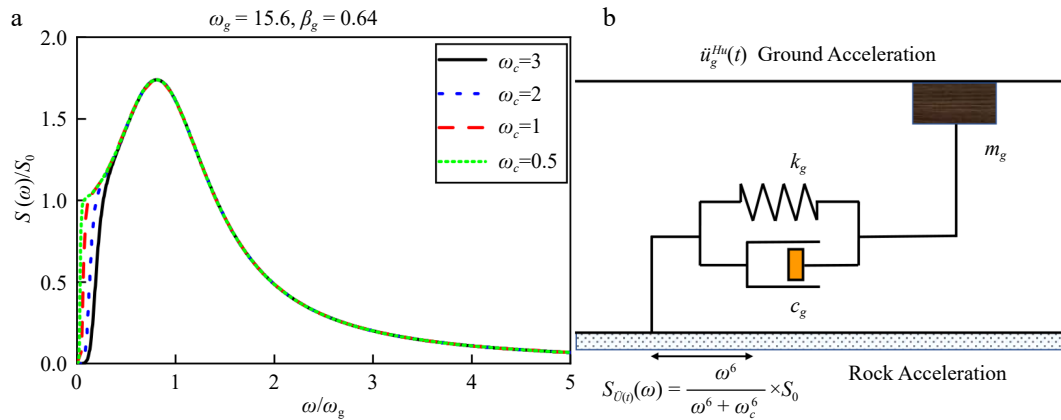 a
ω_g = 15.6, β_g = 0.64
2.0
1.5
1.0
0.5
0.0
S (ω)/S_0
0
1
2
3
4
5
ω/ω_g
ω_c=3
ω_c=2
ω_c=1
ω_c=0.5
b
ü_g^{Hu}(t) Ground Acceleration
m_g
k_g
c_g
Rock Acceleration
S_{Ü(t)}(ω) = ω^6/(ω^6 + ω_c^6) ×S_0